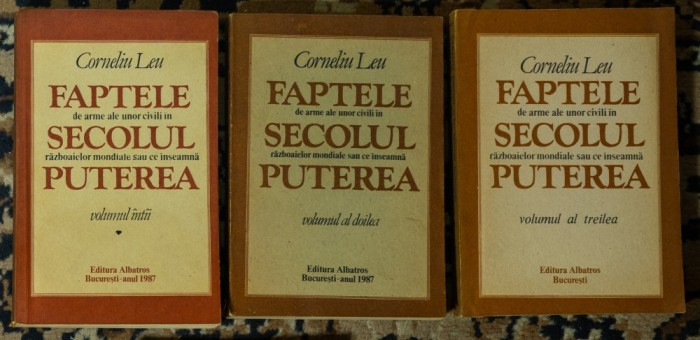 Corneliu Leu
FAPTELE
de arme ale unor civili în
SECOLUL
războaielor mondiale sau ce înseamnă
PUTEREA
volumul întîi
Editura Albatros
București-anul 1987
Corneliu Leu
FAPTELE
de arme ale unor civili în
SECOLUL
războaielor mondiale sau ce înseamnă
PUTEREA
volumul al doilea
Editura Albatros
București-anul 1987
Corneliu Leu
FAPTELE
de arme ale unor civili în
SECOLUL
războaielor mondiale sau ce înseamnă
PUTEREA
volumul al treilea
Editura Albatros
București